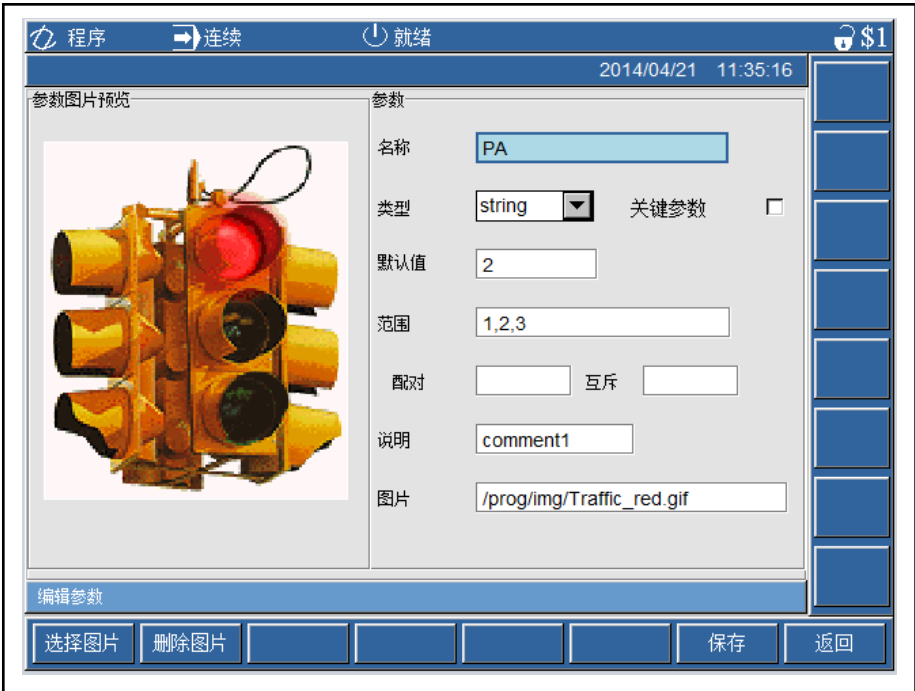 程序 连续 就绪 $1
2014/04/21 11:35:16
参数图片预览 参数
名称 PA
类型 string 关键参数
默认值 2
范围 1,2,3
配对 互斥
说明 comment1
图片 /prog/img/Traffic_red.gif
编辑参数
选择图片 删除图片 保存 返回